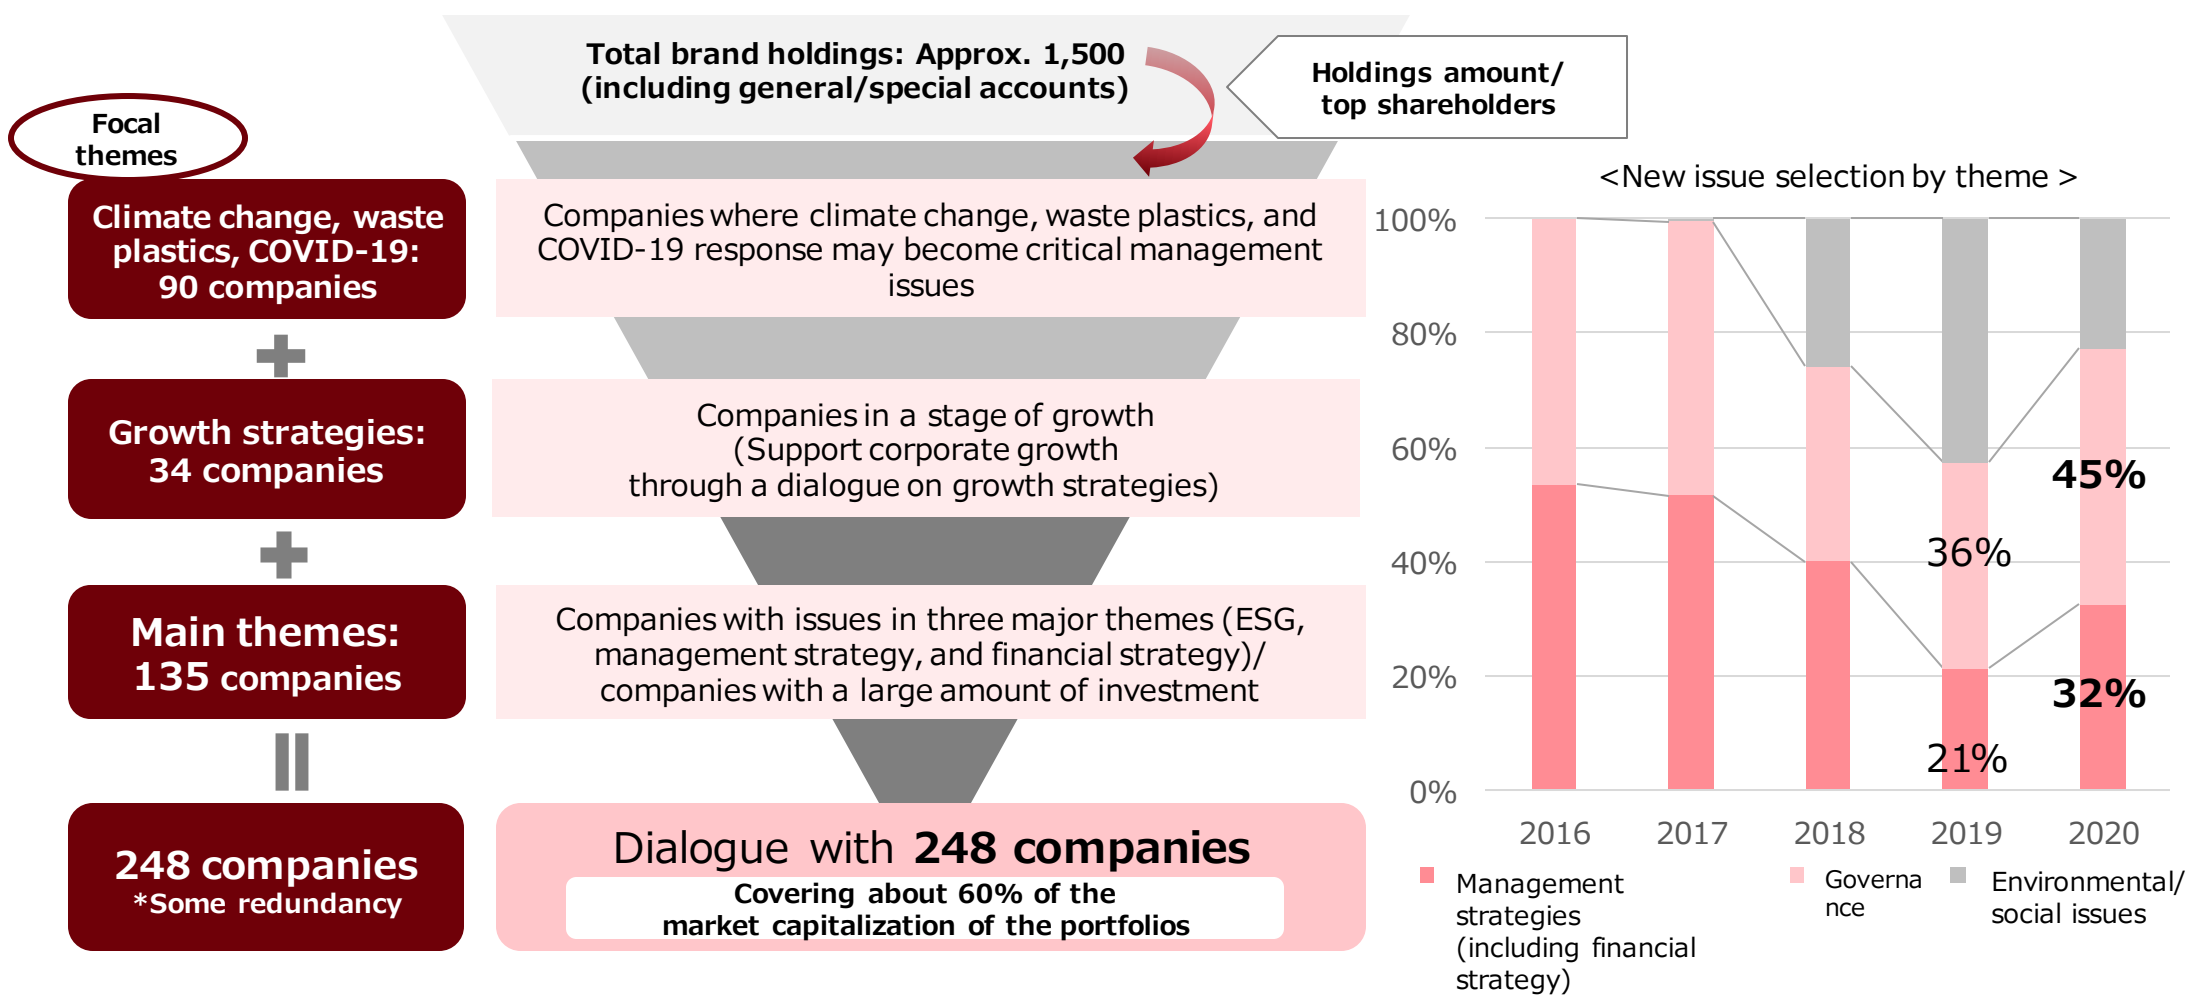 Total brand holdings: Approx. 1,500
(including general/special accounts)
Holdings amount/
top shareholders
Focal
themes
Climate change, waste
plastics, COVID-19:
90 companies
Companies where climate change, waste plastics, and
COVID-19 response may become critical management
issues
Growth strategies:
34 companies
Companies in a stage of growth
(Support corporate growth
through a dialogue on growth strategies)
Main themes:
135 companies
Companies with issues in three major themes (ESG,
management strategy, and financial strategy)/
companies with a large amount of investment
248 companies
*Some redundancy
Dialogue with 248 companies
Covering about 60% of the
market capitalization of the portfolios
<New issue selection by theme >
100%
80%
60%
40%
20%
0%
45%
36%
32%
21%
2016
2017
2018
2019
2020
Management
strategies
(including financial
strategy)
Governa
nce
Environmental/
social issues